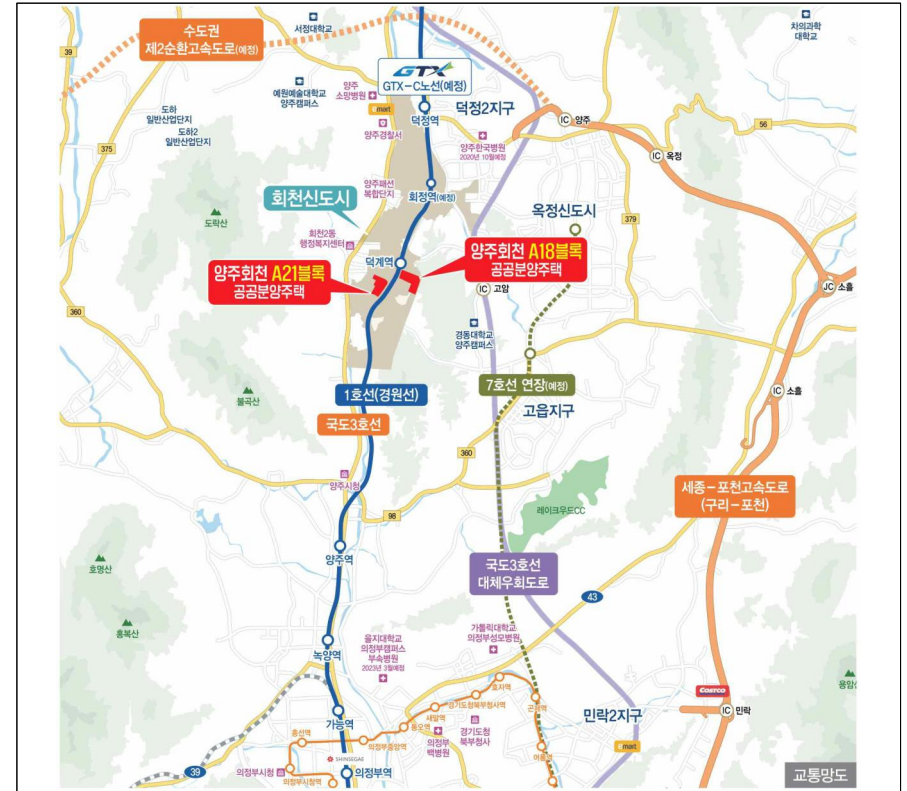 수도권
제2순환고속도로(예정)
39
서정대학교
차의과학
대학교
GTX
GTX-C노선(예정)
예원예술대학교
양주캠퍼스
양주
소망병원
emart
덕정역
덕정2지구
도하
일반산업단지
도하2
일반산업단지
양주경찰서
양주한국병원
2020년 10월예정
IC 양주
56
IC 옥정
375
양주패션
복합단지
회정역(예정)
회천신도시
옥정신도시
379
도락산
회천2동
행정복지센터
덕계역
양주회천 A18블록
공공분양주택
양주회천 A21블록
공공분양주택
IC 고암
JC 소흘
360
경동대학교
양주캠퍼스
불곡산
1호선(경원선)
7호선 연장(예정)
IC 소흘
국도3호선
고읍지구
360
양주시청
세종-포천고속도로
(구리-포천)
레이크우드CC
98
양주역
호명산
국도3호선
대체우회도로
43
홍복산
을지대학교
의정부캠퍼스
부속병원
2023년 3월예정
가톨릭대학교
의정부성모병원
녹양역
효자역
용암산
COSTCO
경기도청북부청사역
곤제역
가능역
새말역
민락2지구
IC 민락
동오역
경기도청
북부청사
흥선역
의정부중앙역
의정부
백병원
어룡역
emart
SHINSEGAE
39
의정부시청
의정부역
의정부시청역
교통망도